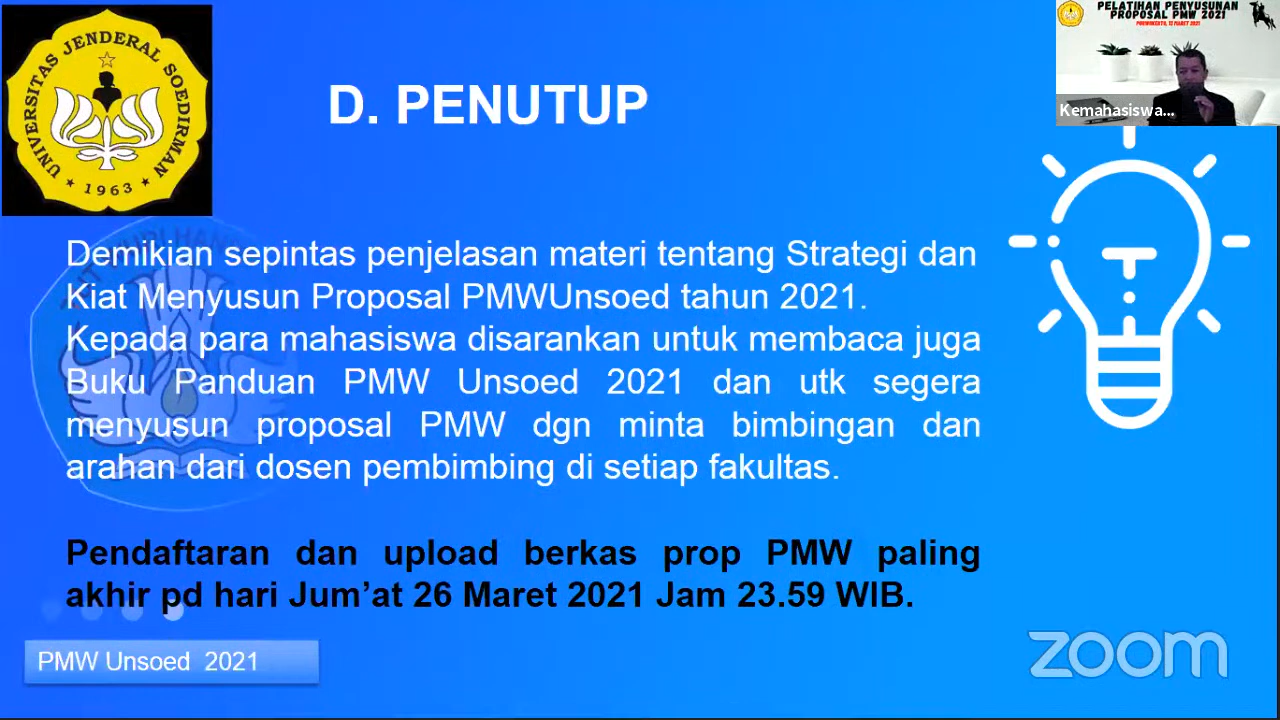 UNIVERSITAS JENDERAL SOEDIRMAN
★ 1963 ★
PELATIHAN PENYUSUNAN
PROPOSAL PMW 2021
PURWOKERTO, 12 MARET 2021
Kemahasiswa...
D. PENUTUP
Demikian sepintas penjelasan materi tentang Strategi dan
Kiat Menyusun Proposal PMWUnsoed tahun 2021.
Kepada para mahasiswa disarankan untuk membaca juga
Buku Panduan PMW Unsoed 2021 dan utk segera
menyusun proposal PMW dgn minta bimbingan dan
arahan dari dosen pembimbing di setiap fakultas.
Pendaftaran dan upload berkas prop PMW paling
akhir pd hari Jum’at 26 Maret 2021 Jam 23.59 WIB.
PMW Unsoed 2021
zoom